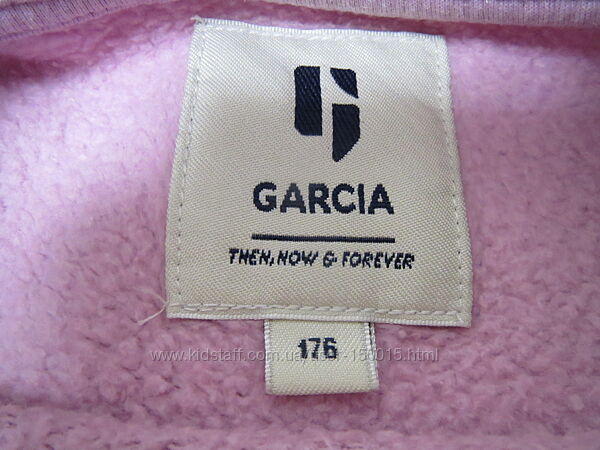 GARCIA
THEN, NOW & FOREVER
176